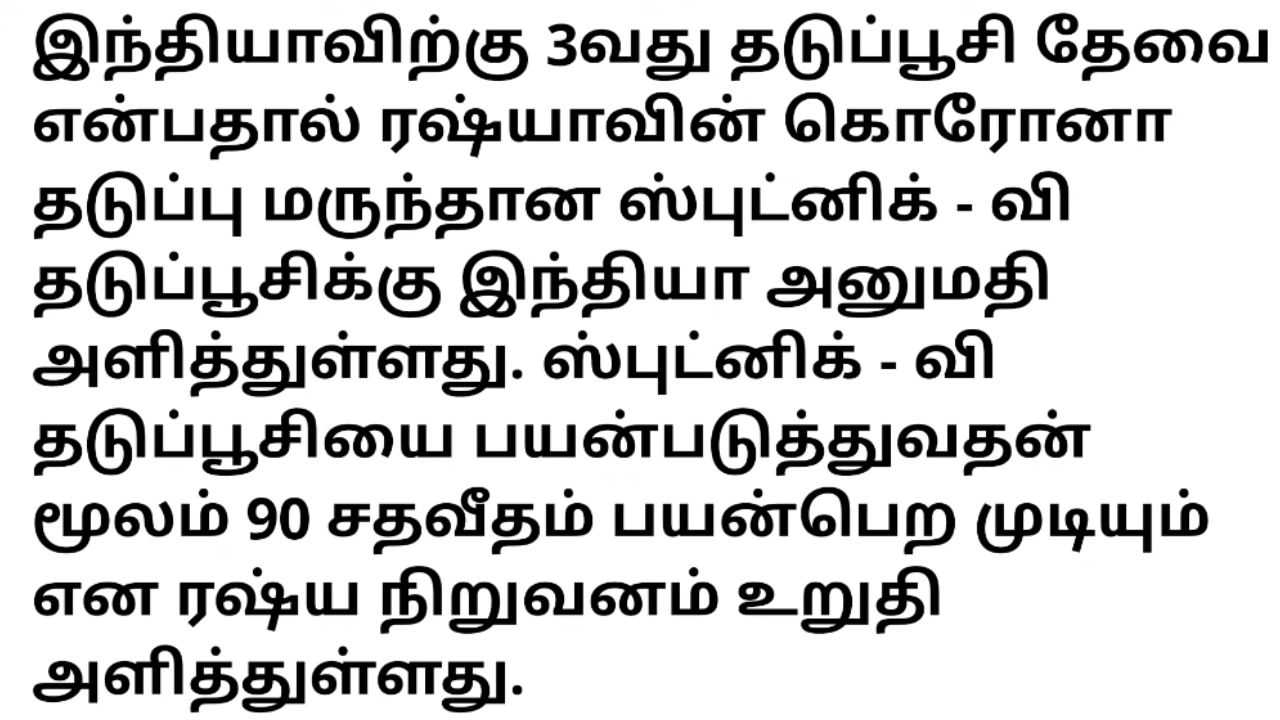 இந்தியாவிற்கு 3வது தடுப்பூசி தேவை
என்பதால் ரஷ்யாவின் கொரோனா
தடுப்பு மருந்தான ஸ்புட்னிக் - வி
தடுப்பூசிக்கு இந்தியா அனுமதி
அளித்துள்ளது. ஸ்புட்னிக் - வி
தடுப்பூசியை பயன்படுத்துவதன்
மூலம் 90 சதவீதம் பயன்பெற முடியும்
என ரஷ்ய நிறுவனம் உறுதி
அளித்துள்ளது.